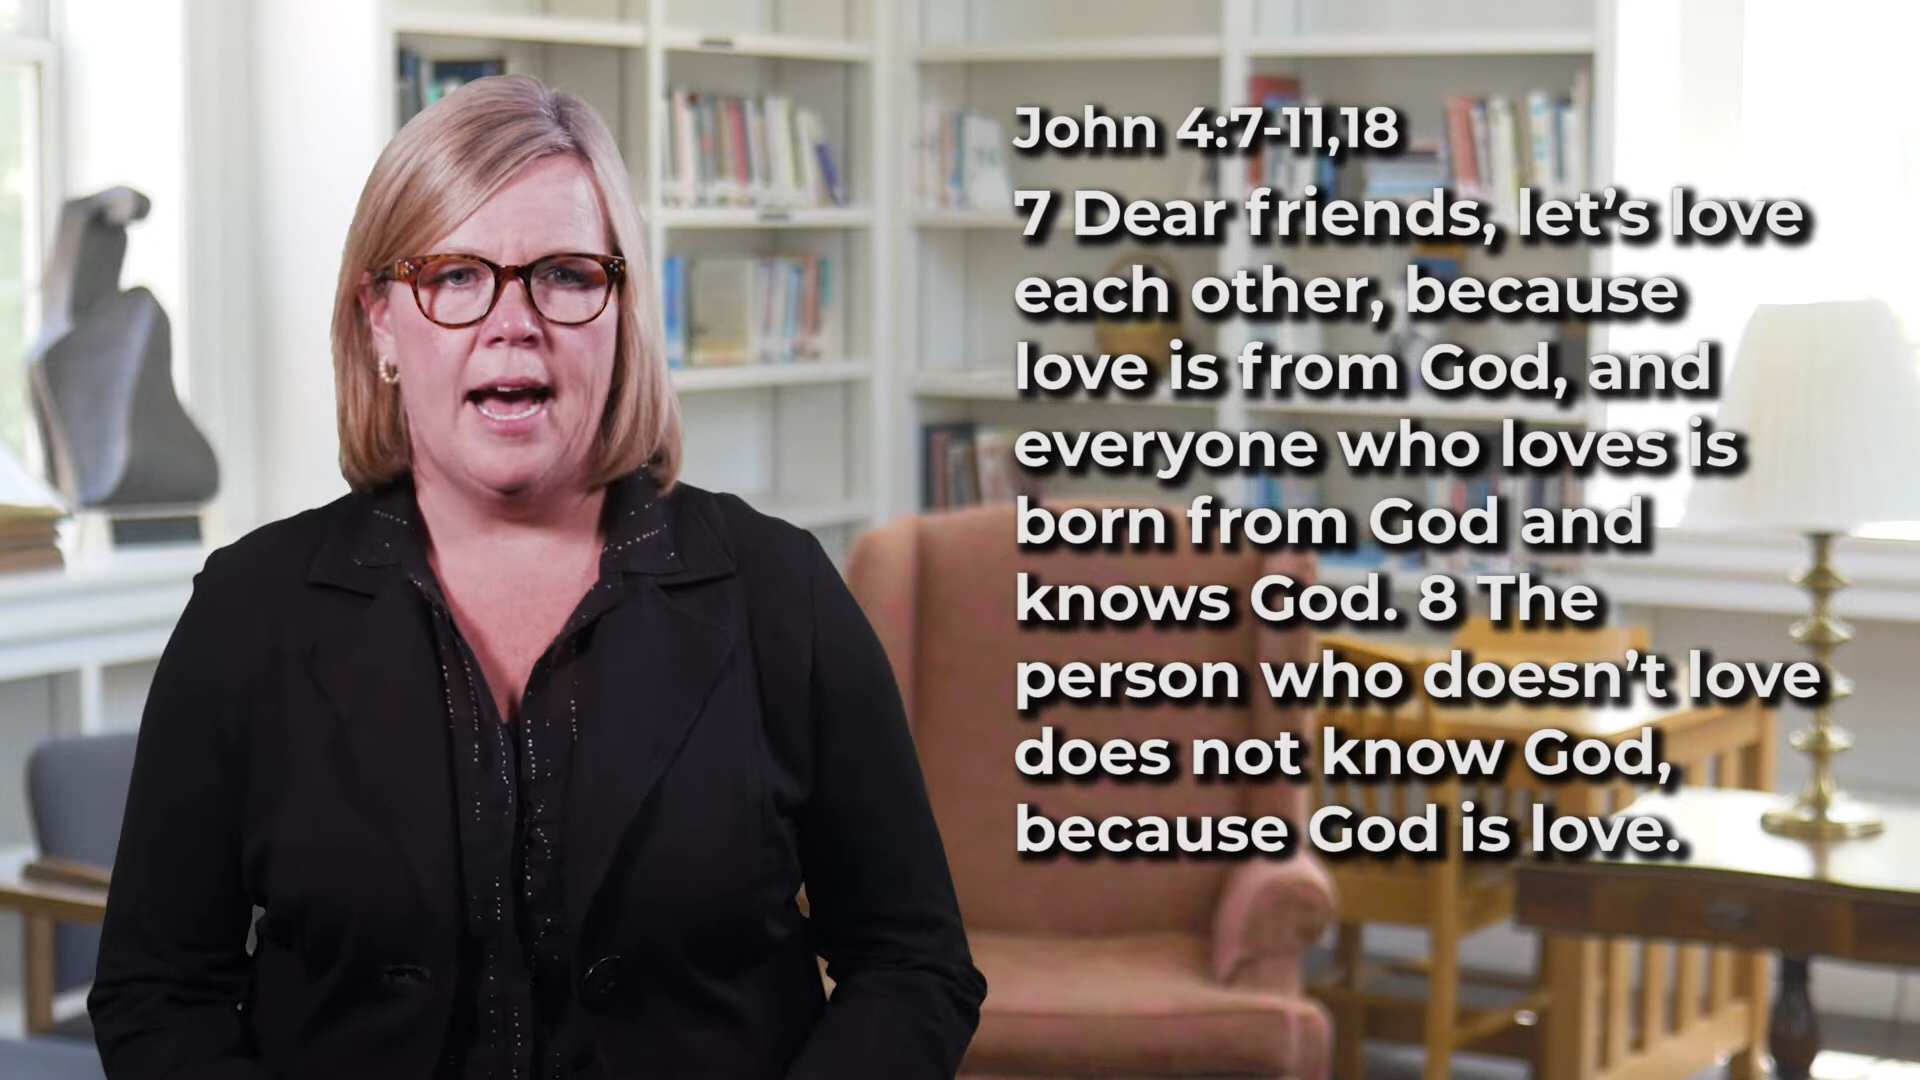 John 4:7-11,18
7 Dear friends, let’s love
each other, because
love is from God, and
everyone who loves is
born from God and
knows God. 8 The
person who doesn’t love
does not know God,
because God is love.